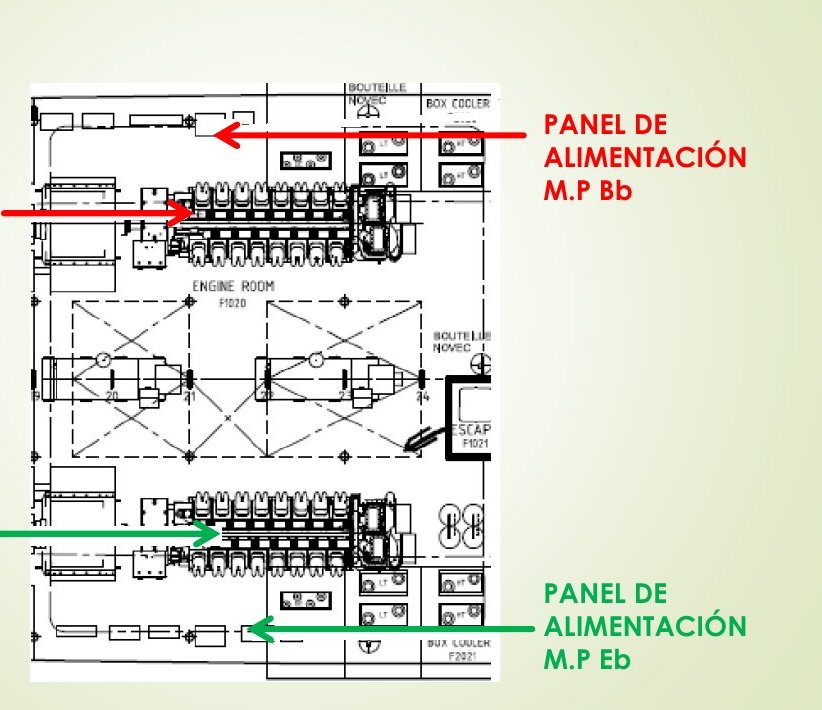 BOUTEILLE
NOVEC
BOX COOLER
PANEL DE
ALIMENTACIÓN
M.P Bb
LT
HT
LT
HT
ENGINE ROOM
F1020
BOUTEILLE
NOVEC
20
21
22
23
24
ESCAP
F1021
LT
HT
LT
HT
BOX COOLER
F2021
PANEL DE
ALIMENTACIÓN
M.P Eb